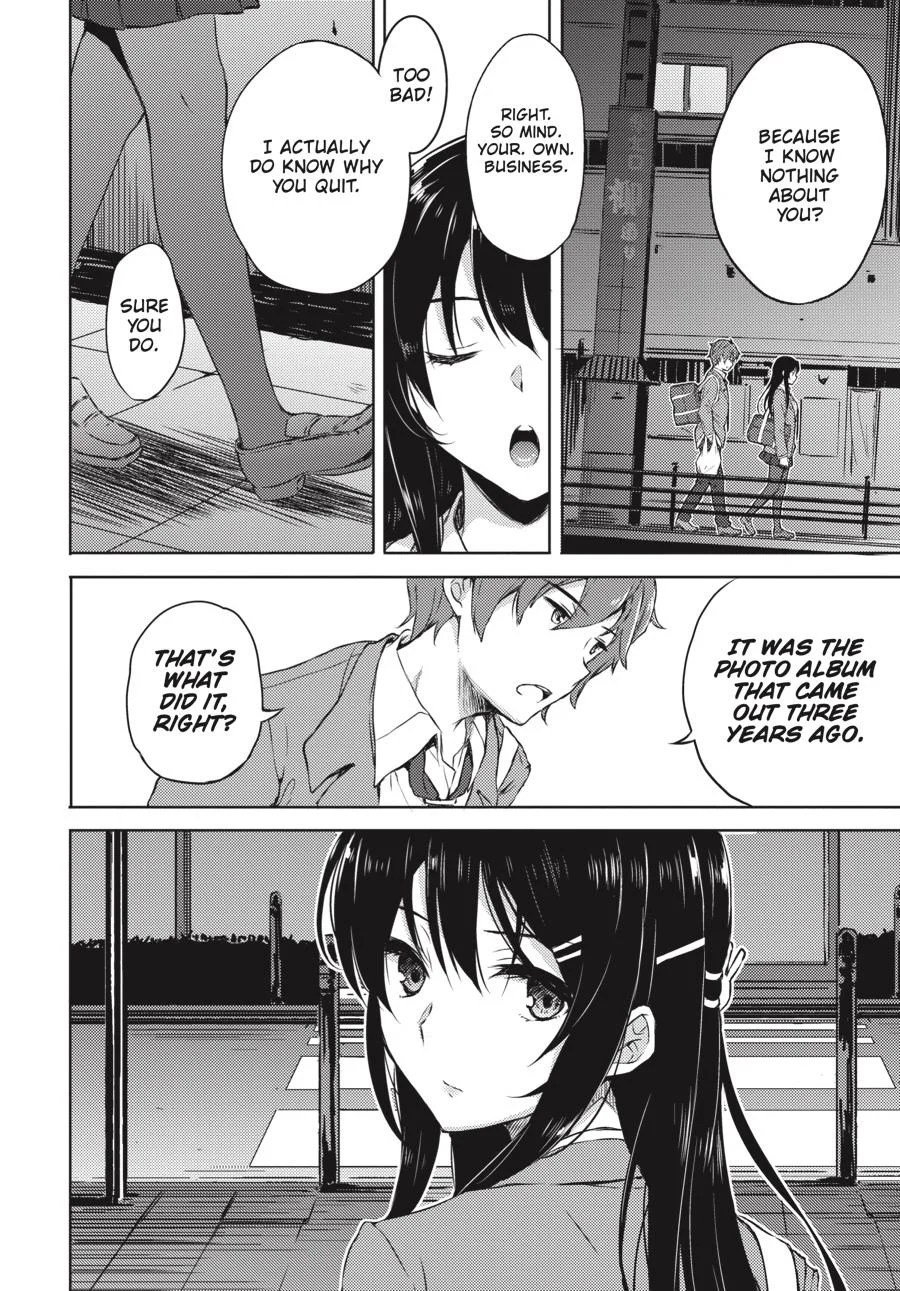 BECAUSE
I KNOW
NOTHING
ABOUT
YOU?
RIGHT.
SO MIND.
YOUR. OWN.
BUSINESS.
TOO
BAD!
I ACTUALLY
DO KNOW WHY
YOU QUIT.
SURE
YOU
DO.
IT WAS THE
PHOTO ALBUM
THAT CAME
OUT THREE
YEARS AGO.
THAT'S
WHAT
DID IT,
RIGHT?